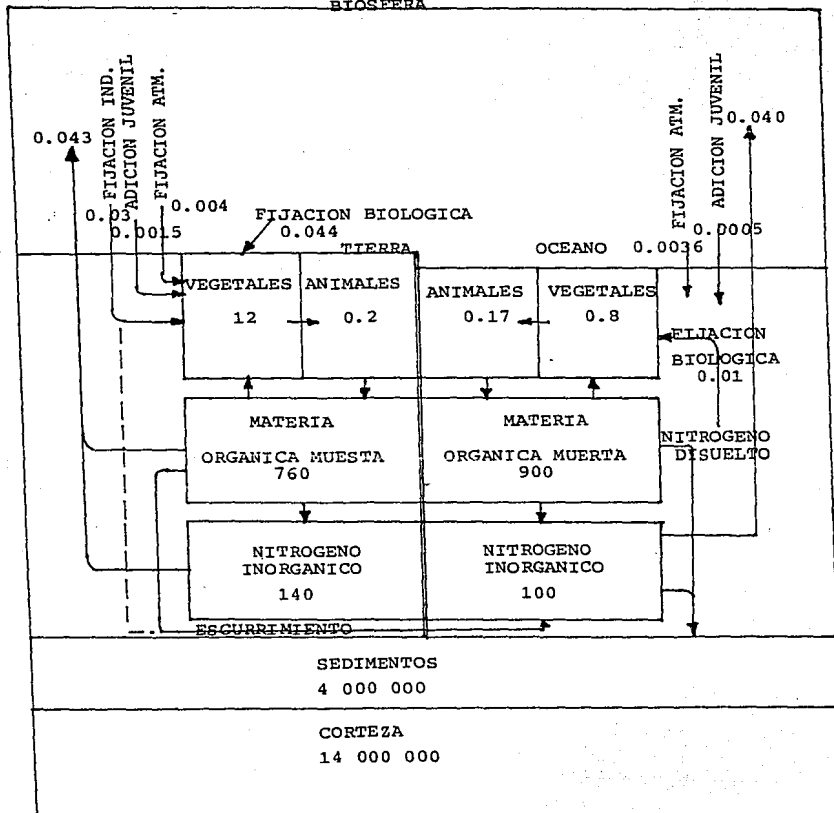 BIOSFERA
FIJACION IND.
ADICION JUVENIL
FIJACION ATM.
0.043
0.03
0.0015
0.004
FIJACION BIOLOGICA
0.044
FIJACION ATM.
ADICION JUVENIL
0.040
0.0005
0.0036
TIERRA
OCEANO
VEGETALES
12
ANIMALES
0.2
ANIMALES
0.17
VEGETALES
0.8
FIJACION
BIOLOGICA
0.01
NITROGENO
DISUELTO
MATERIA
ORGANICA MUESTA
760
MATERIA
ORGANICA MUERTA
900
NITROGENO
INORGANICO
140
NITROGENO
INORGANICO
100
ESCURRIMIENTO
SEDIMENTOS
4 000 000
CORTEZA
14 000 000